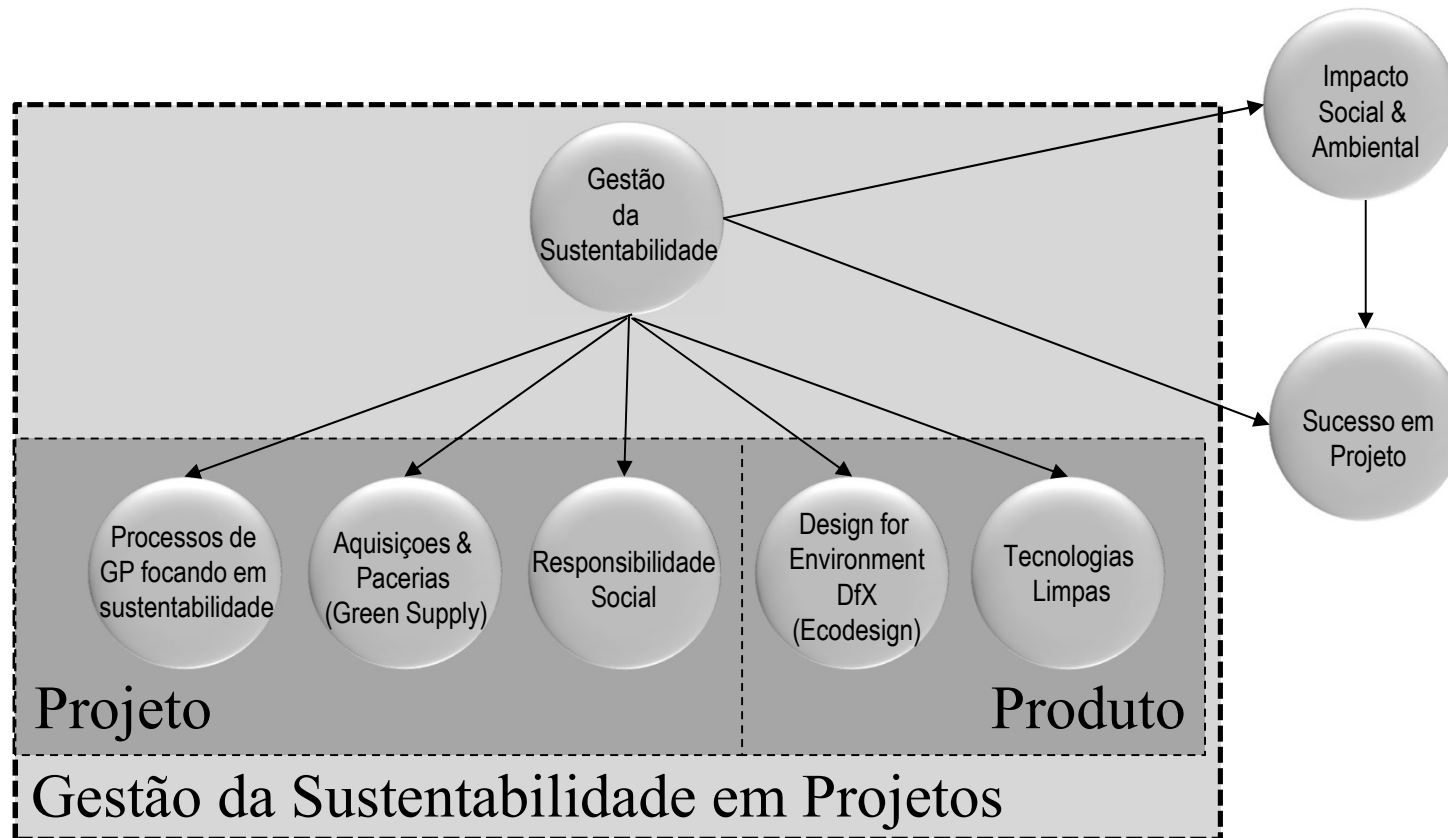 Impacto
Social &
Ambiental
Gestão
da
Sustentabilidade
Sucesso em
Projeto
Processos de
GP focando em
sustentabilidade
Aquisiçoes &
Pacerias
(Green Supply)
Responsibilidade
Social
Design for
Environment
DfX
(Ecodesign)
Tecnologias
Limpas
Projeto
Produto
Gestão da Sustentabilidade em Projetos